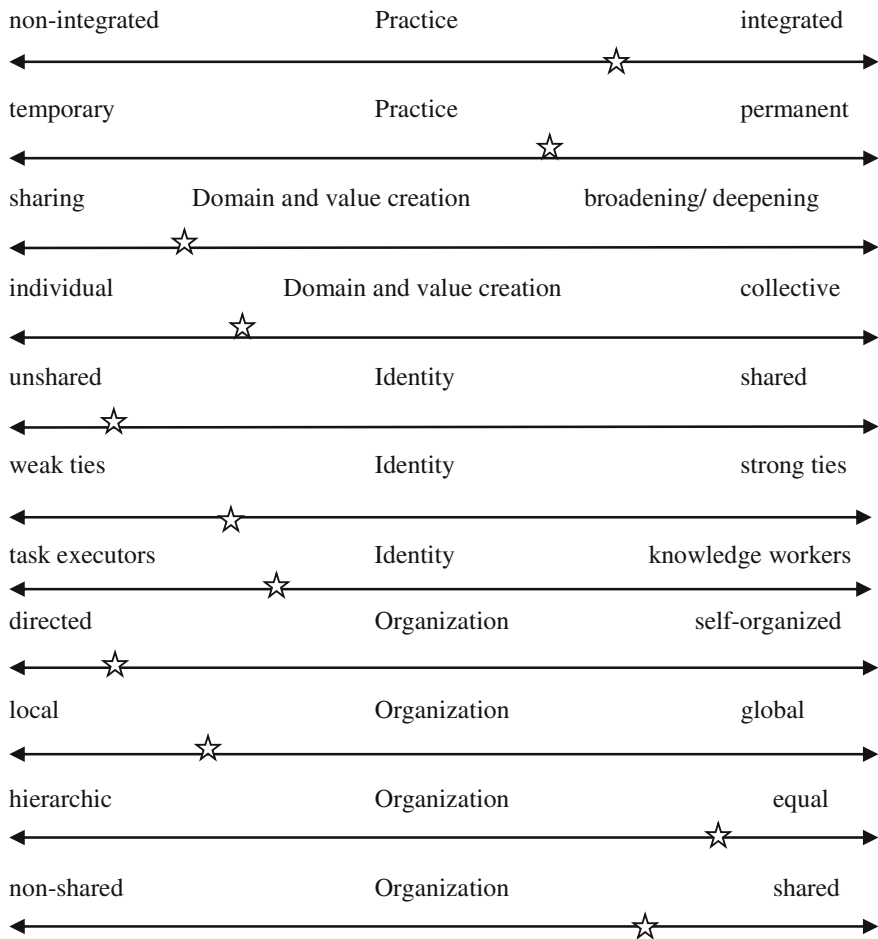 non-integrated Practice integrated
temporary Practice permanent
sharing Domain and value creation broadening/ deepening
individual Domain and value creation collective
unshared Identity shared
weak ties Identity strong ties
task executors Identity knowledge workers
directed Organization self-organized
local Organization global
hierarchic Organization equal
non-shared Organization shared